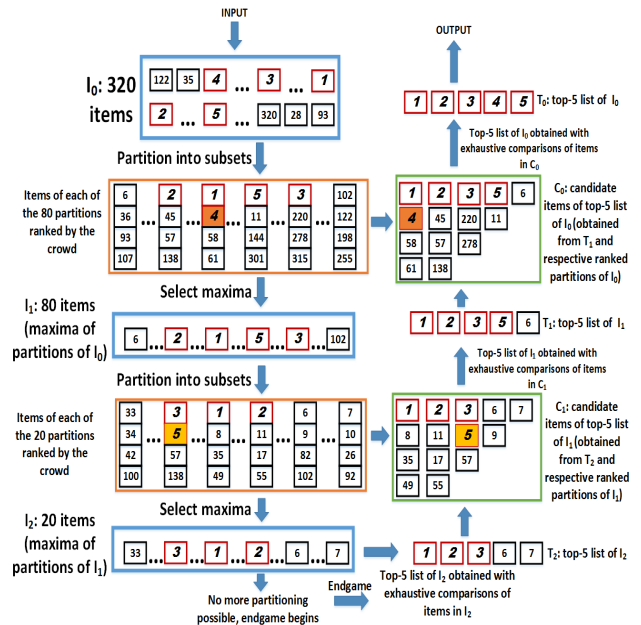 INPUT
I0: 320 items
122 35 4 ... 3 ... 1
2 ... 5 ... 320 28 93
Partition into subsets
Items of each of
the 80 partitions
ranked by the
crowd
6 ... 2 ... 1 ... 5 ... 3 ... 102
36 ... 45 ... 4 ... 11 ... 220 ... 122
93 57 58 144 278 198
107 138 61 301 315 255
Select maxima
I1: 80 items
(maxima of
partitions of I0)
6 ... 2 ... 1 ... 5 ... 3 ... 102
Partition into subsets
Items of each of
the 20 partitions
ranked by the
crowd
33 3 1 2 6 7
34 ... 5 ... 8 ... 11 ... 9 ... 10
42 57 35 17 82 26
100 138 49 55 102 92
Select maxima
I2: 20 items
(maxima of
partitions of I1)
33 ... 3 ... 1 ... 2 ... 6 ... 7
No more partitioning
possible, endgame begins
Endgame
Top-5 list of I2 obtained with
exhaustive comparisons of
items in I2
1 2 3 6 7
T2: top-5 list of I2
1 2 3 6 7
8 11 5 9
35 17 57
49 55
C1: candidate
items of top-5 list
of I1 (obtained
from T2 and
respective ranked
partitions of I1)
Top-5 list of I1 obtained with
exhaustive comparisons of items
in C1
1 2 3 5 6
T1: top-5 list of I1
1 2 3 5 6
4 45 220 11
58 57 278
61 138
C0: candidate
items of top-5 list
of I0 (obtained
from T1 and
respective ranked
partitions of I0)
Top-5 list of I0 obtained with
exhaustive comparisons of items
in C0
1 2 3 4 5
T0: top-5 list of I0
OUTPUT